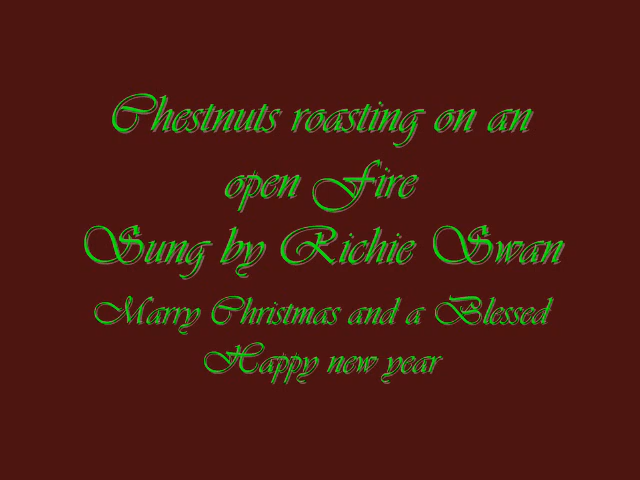 Chestnuts roasting on an
open Fire
Sung by Richie Swan
Marry Christmas and a Blessed
Happy new year